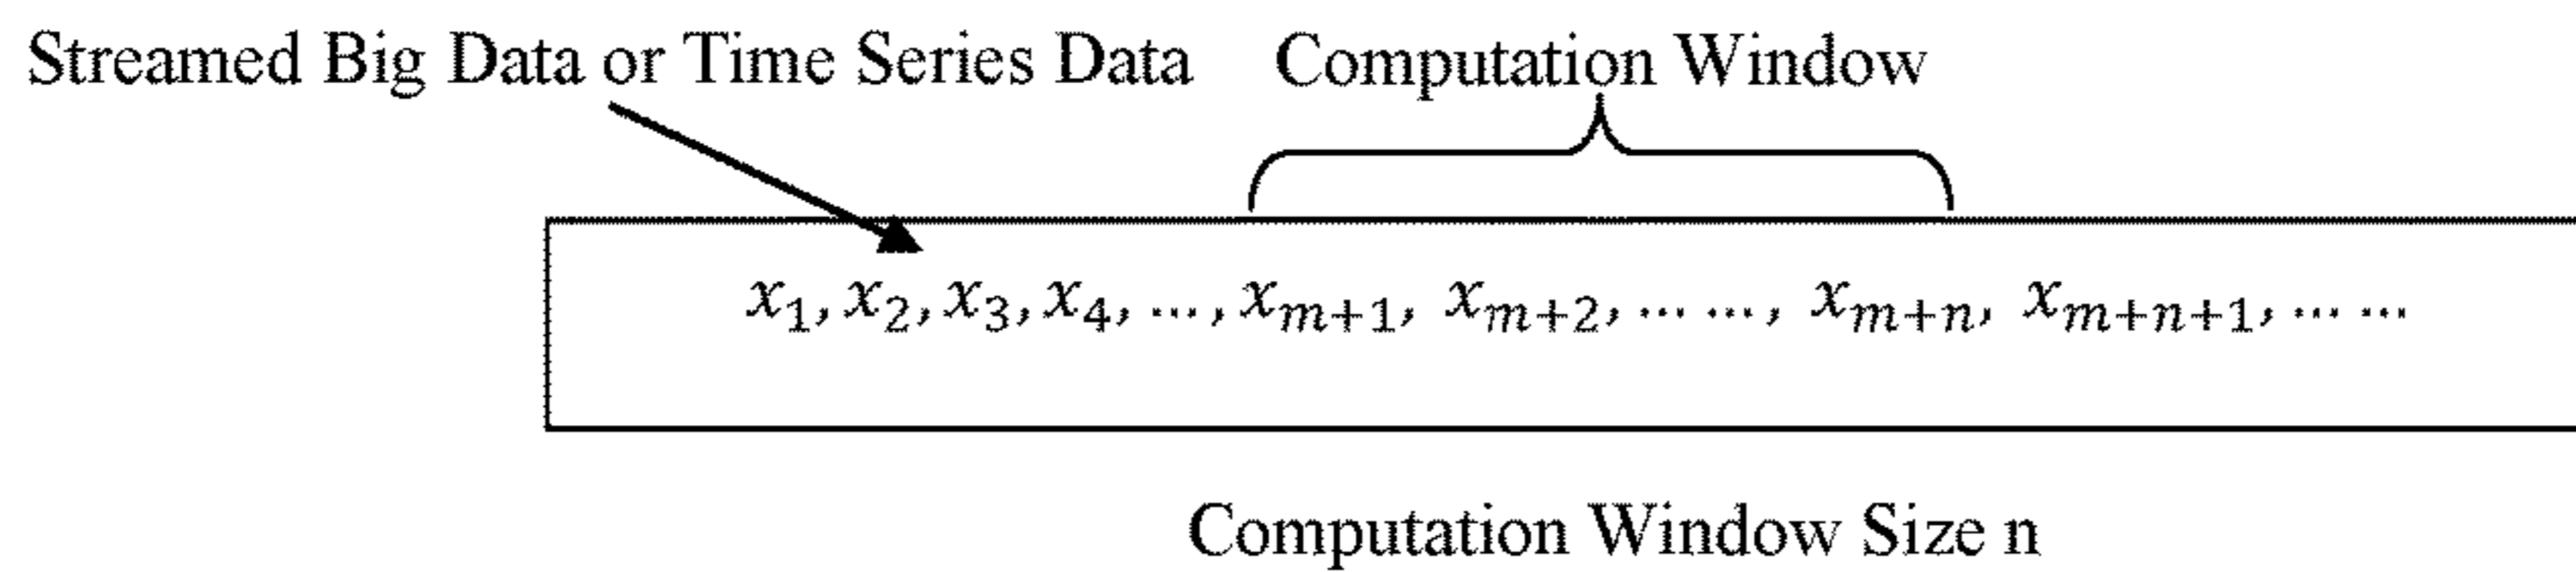 Streamed Big Data or Time Series Data Computation Window
x₁, x₂, x₃, x₄, …, xₘ₊₁, xₘ₊₂, … …, xₘ₊ₙ, xₘ₊ₙ₊₁, … …
Computation Window Size n